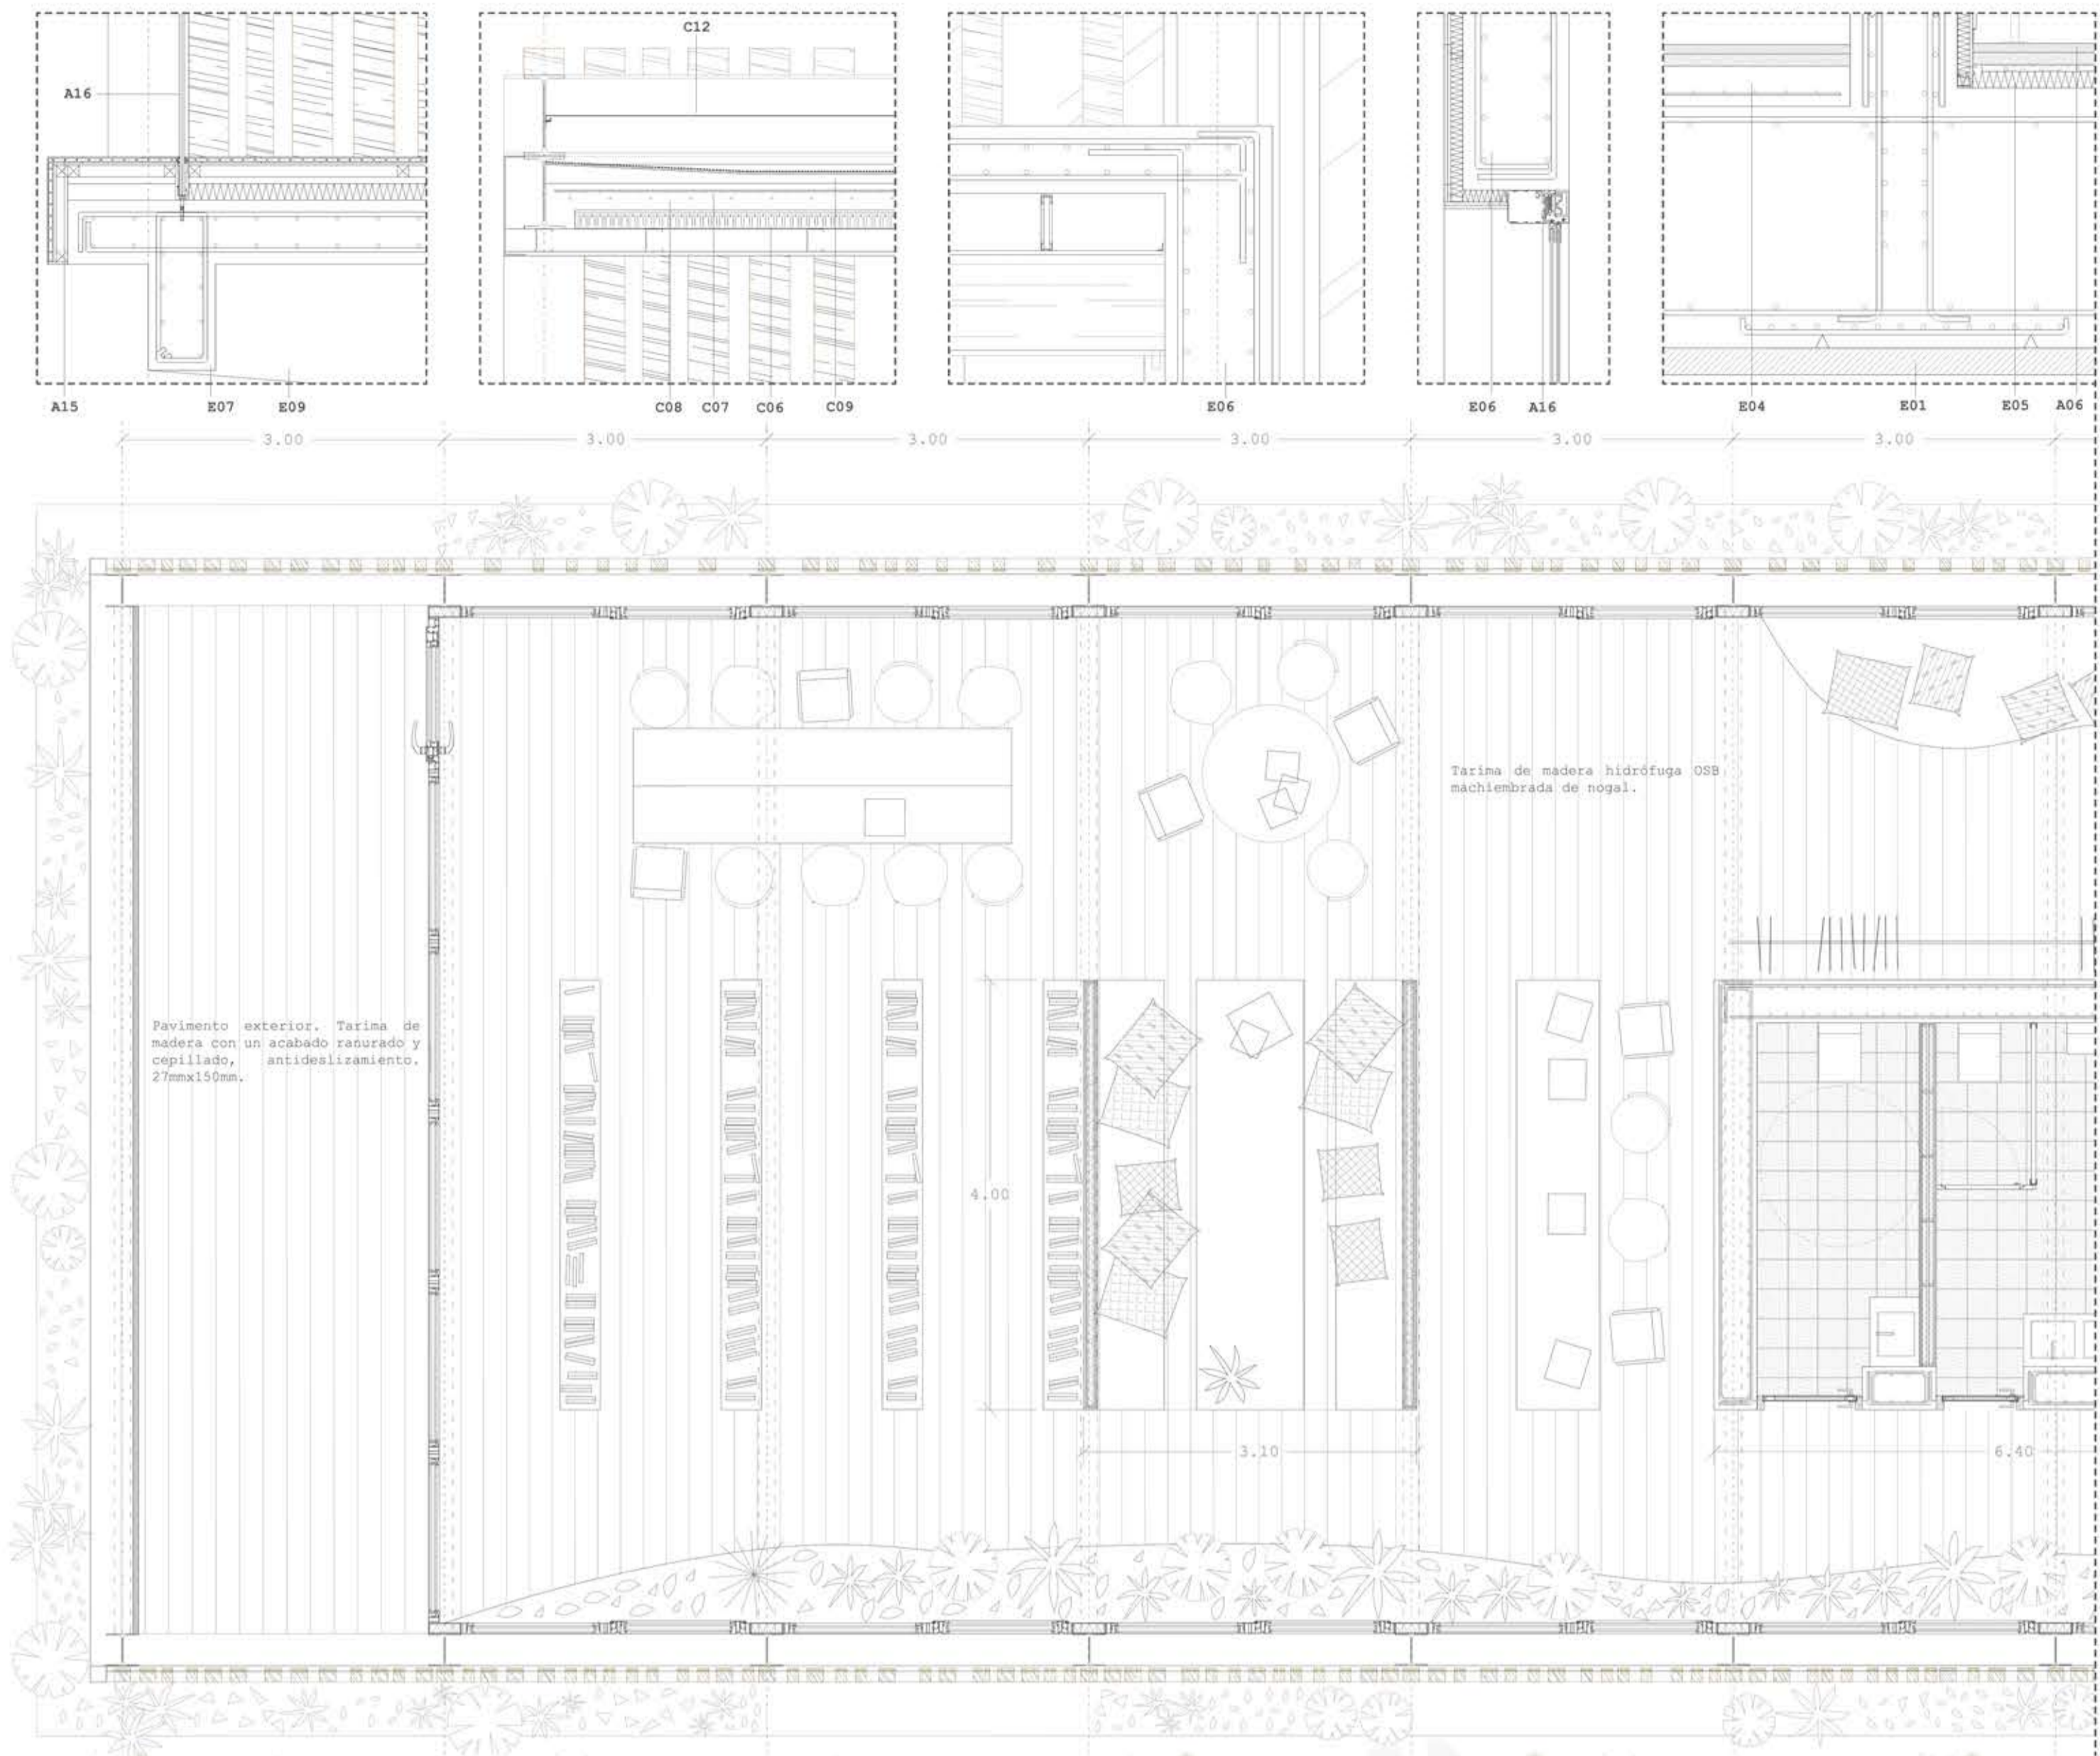 C12
A16
A15
E07
E09
C08
C07
C06
C09
E06
E06
A16
E04
E01
E05
A06
3.00
3.00
3.00
3.00
3.00
3.00
Tarima de madera hidrófuga OSB
machiembrada de nogal.
Pavimento exterior. Tarima de
madera con un acabado ranurado y
cepillado, antideslizamiento.
27mmx150mm.
4.00
3.10
6.40